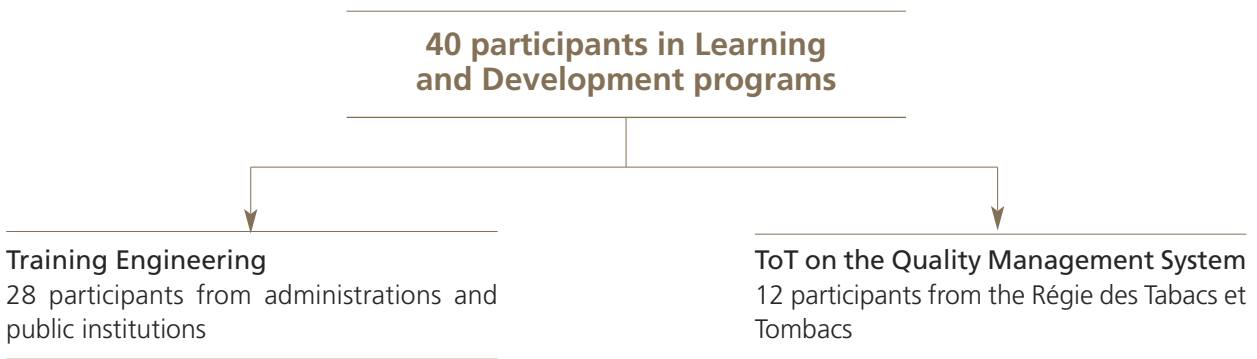 40 participants in Learning
and Development programs
Training Engineering
28 participants from administrations and
public institutions
ToT on the Quality Management System
12 participants from the Régie des Tabacs et
Tombacs